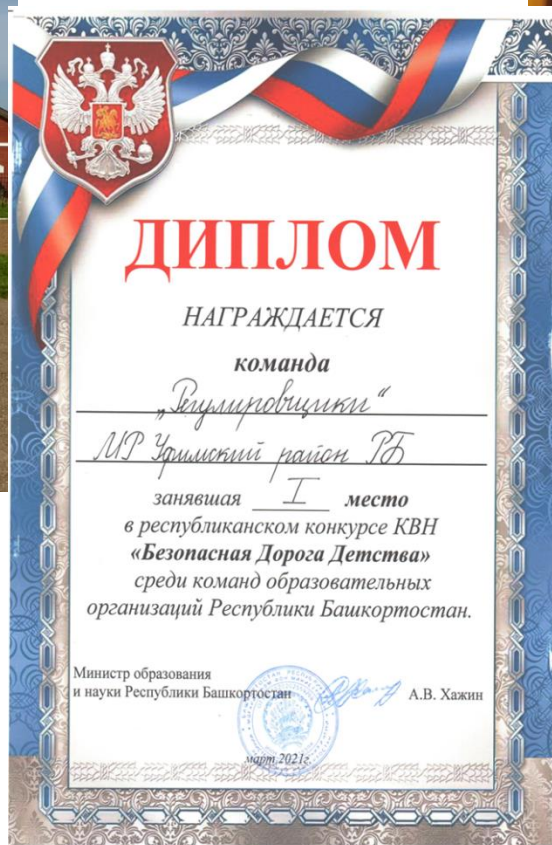 ДИПЛОМ
НАГРАЖДАЕТСЯ
команда
„Регулировщики“
МР Уфимский район РБ
занявшая I место
в республиканском конкурсе КВН
«Безопасная Дорога Детства»
среди команд образовательных
организаций Республики Башкортостан.
Министр образования
и науки Республики Башкортостан А.В. Хажин
март 2021г.